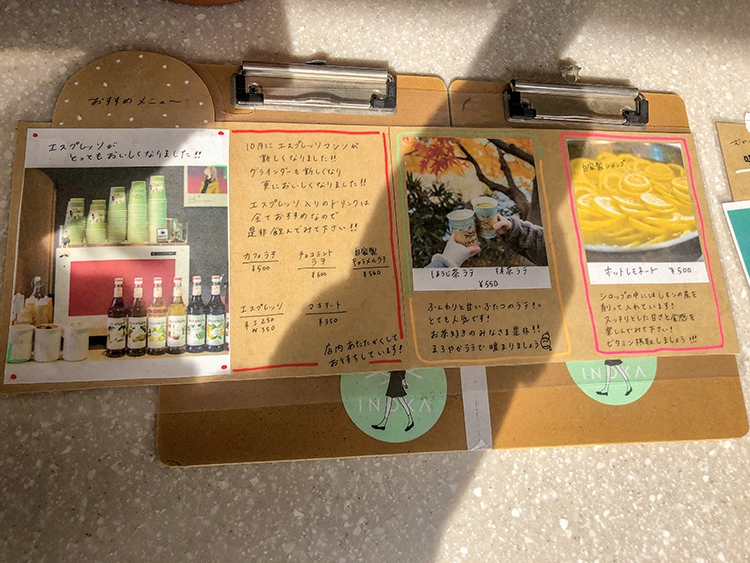 おすすめメニュー
エスプレッソが
とってもおいしくなりました!!
10月に エスプレッソマシンが
新しくなりました!!
グラインダーも新しくなり
更においしくなりました!!
エスプレッソ入りのドリンクは
全ておすすめなので
是非飲んでみて下さい!!
カフェラテ
¥500
チョコミント
ラテ
¥600
自家製
キャラメルラテ
¥560
エスプレッソ
¥ S 250
W 350
マキアート
¥350
店内あたたかくして
お待ちしています!
ほうじ茶ラテ 抹茶ラテ
¥550
ふんわりと甘いふたつのラテ!
とても人気です!
お茶好きのみなさま是非!!
まろやかラテで暖まりましょう
自家製シロップ
ホットレモネード ¥500
シロップの中にはレモンの皮を
削って入れています!
スッキリとした甘さと食感を
楽しんでみて下さい!
ビタミン摂取しましょう!!!
INOYA